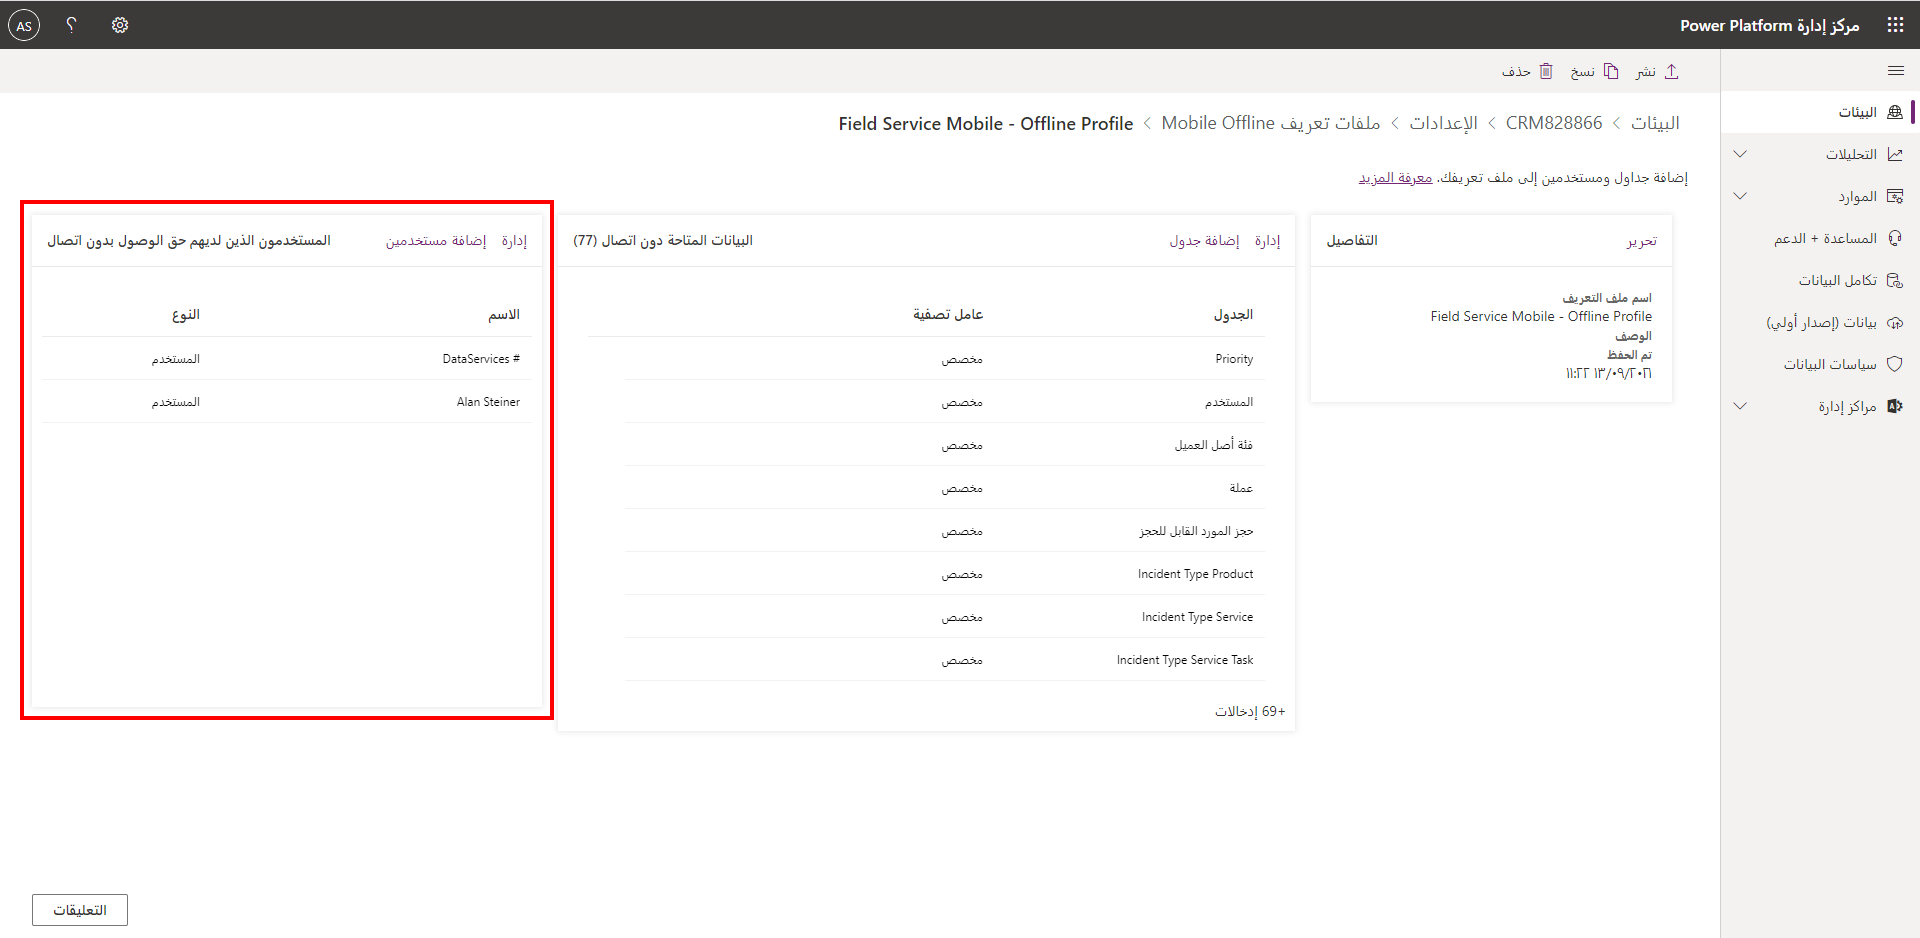 مركز إدارة Power Platform
؟
AS
نشر
نسخ
حذف
البيئات
التحليلات
الموارد
المساعدة + الدعم
تكامل البيانات
بيانات (إصدار أولي)
سياسات البيانات
مراكز إدارة
البيئات > CRM828866 > الإعدادات > ملفات تعريف Mobile Offline > Field Service Mobile - Offline Profile
إضافة جداول ومستخدمين إلى ملف تعريفك. معرفة المزيد
تحرير
التفاصيل
اسم ملف التعريف
Field Service Mobile - Offline Profile
الوصف
تم الحفظ
١٣/٠٩/٢٠٢١ ١١:٢٢
إدارة
إضافة جدول
البيانات المتاحة دون اتصال (77)
الجدول
عامل تصفية
Priority
مخصص
المستخدم
مخصص
فئة أصل العميل
مخصص
عملة
مخصص
حجز المورد القابل للحجز
مخصص
Incident Type Product
مخصص
Incident Type Service
مخصص
Incident Type Service Task
مخصص
+69 إدخالات
إدارة
إضافة مستخدمين
المستخدمون الذين لديهم حق الوصول بدون اتصال
الاسم
النوع
# DataServices
المستخدم
Alan Steiner
المستخدم
التعليقات